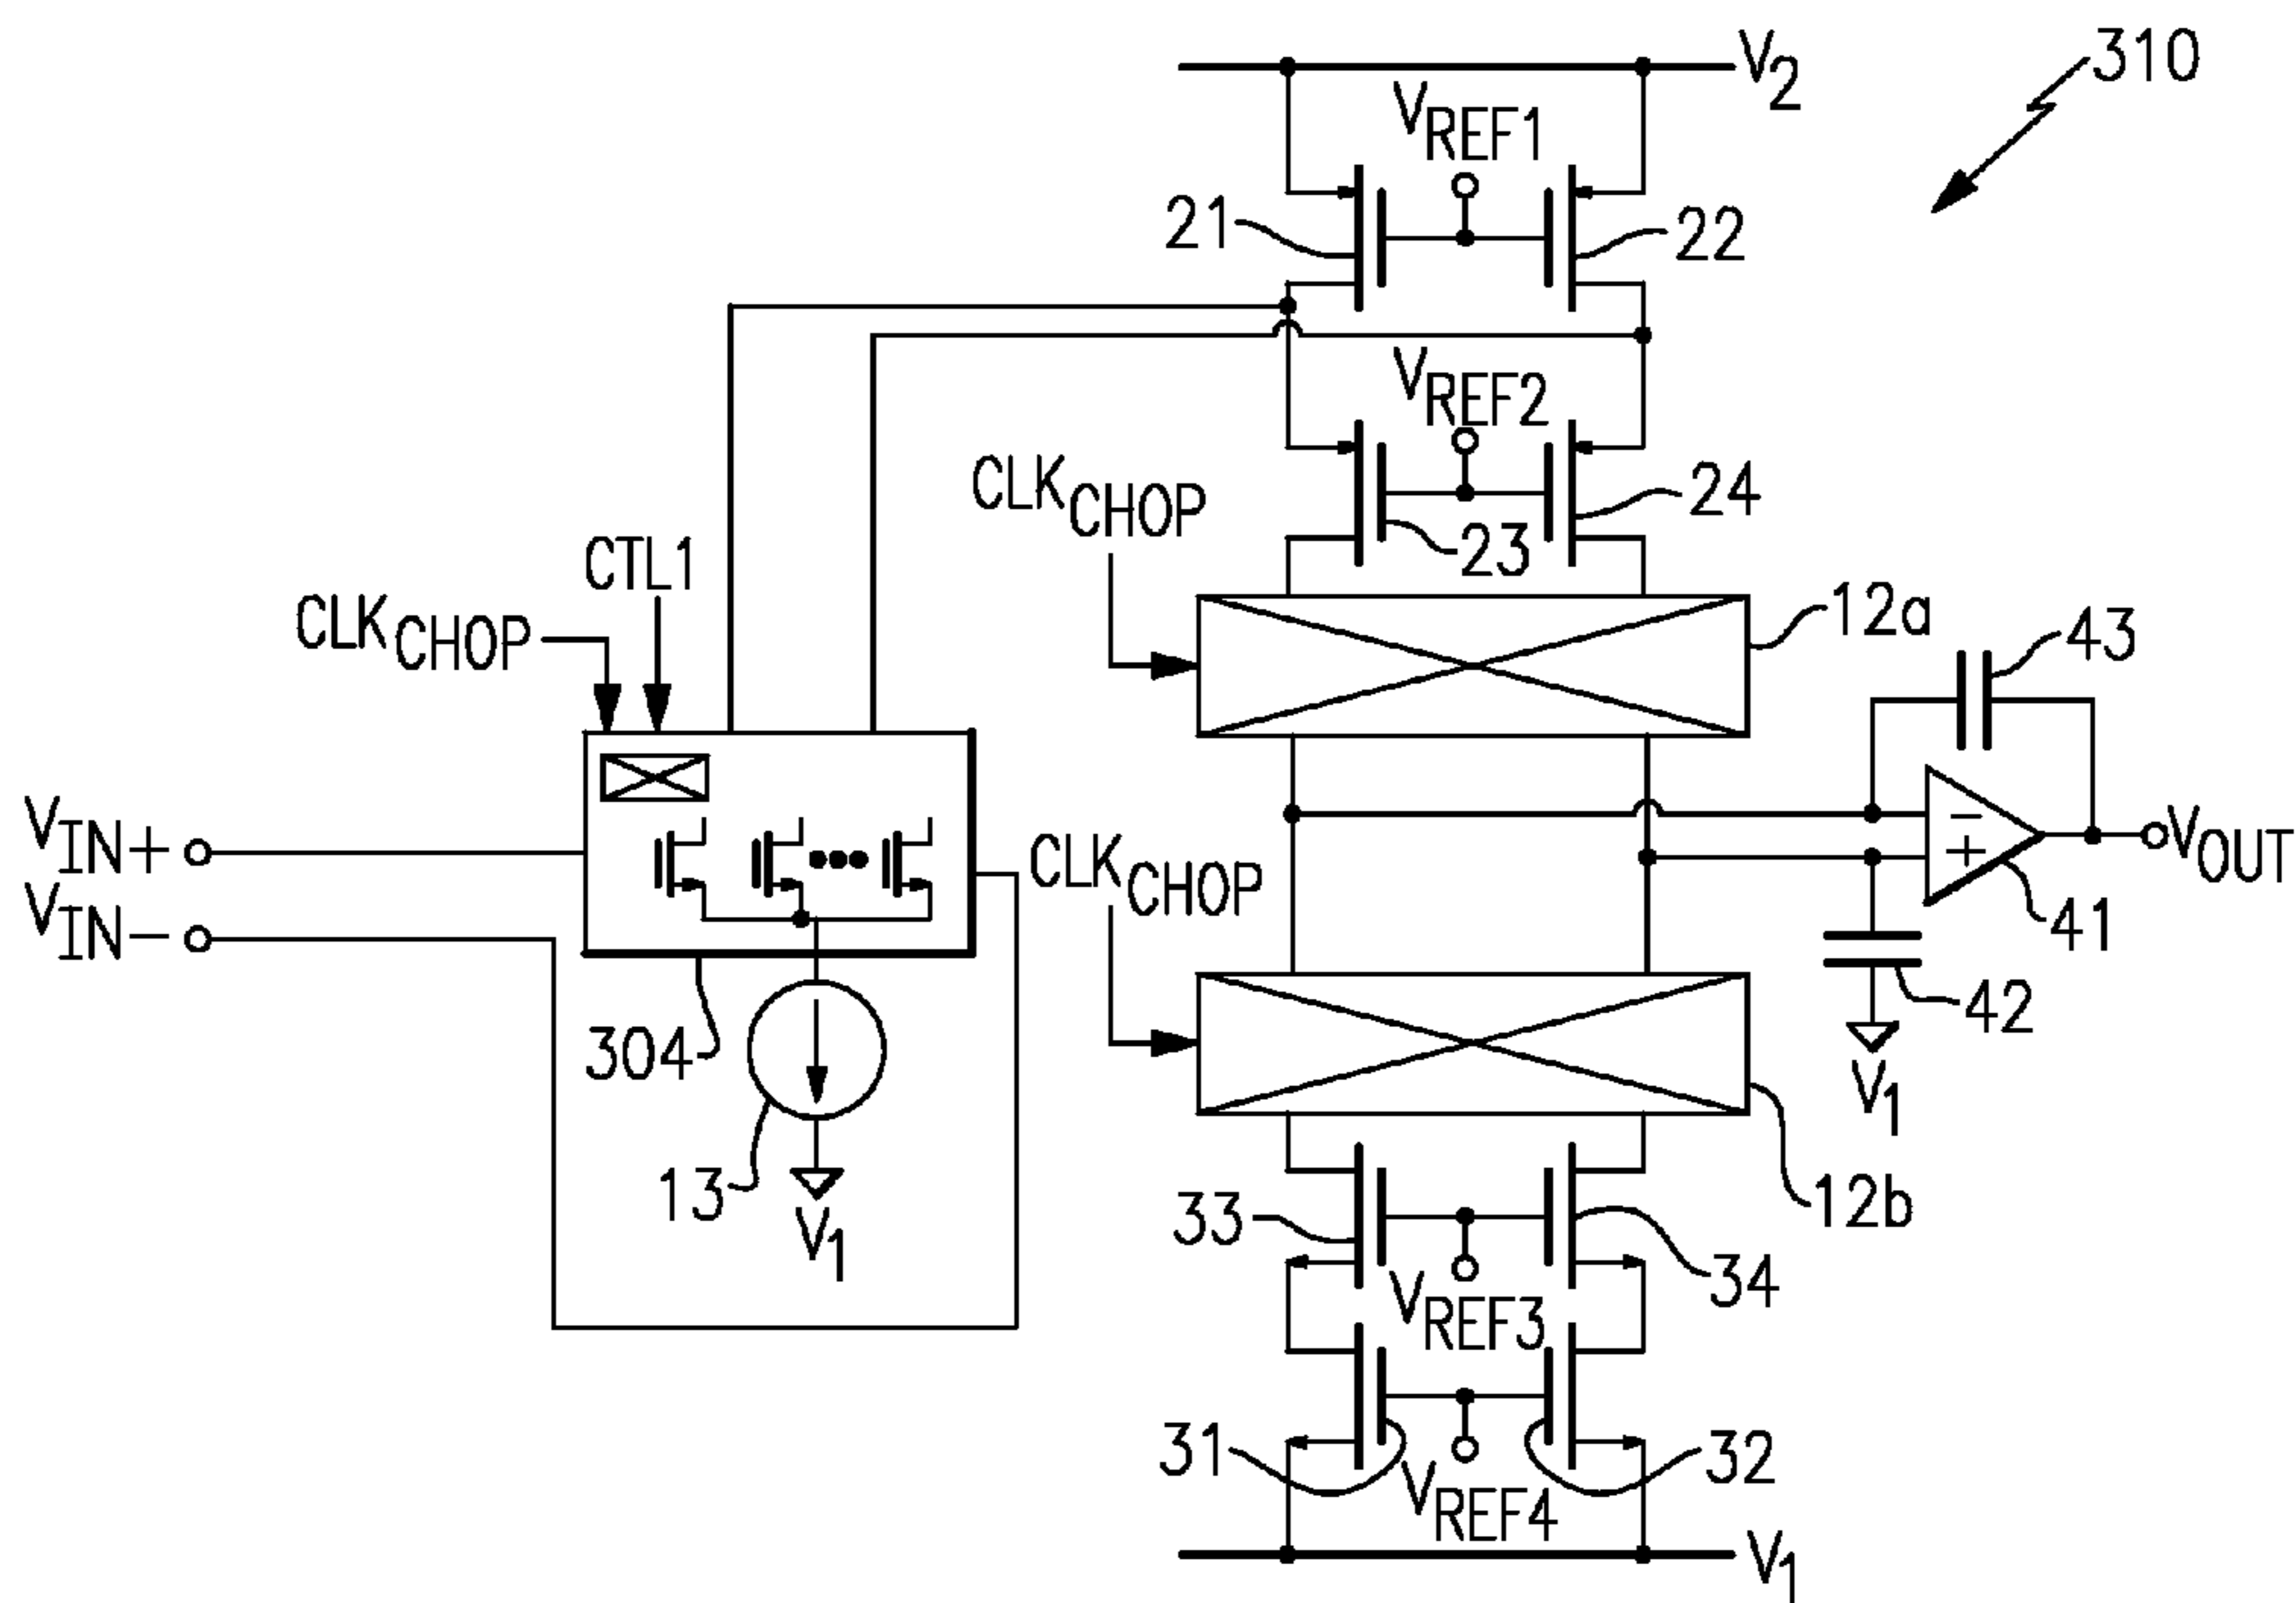 V2
310
VREF1
21
22
VREF2
CLKCHOP
24
23
CTL1
CLKCHOP
12a
43
VIN+
VIN−
CLKCHOP
VOUT
41
42
304
V1
13
V1
12b
33
34
VREF3
31
32
VREF4
V1